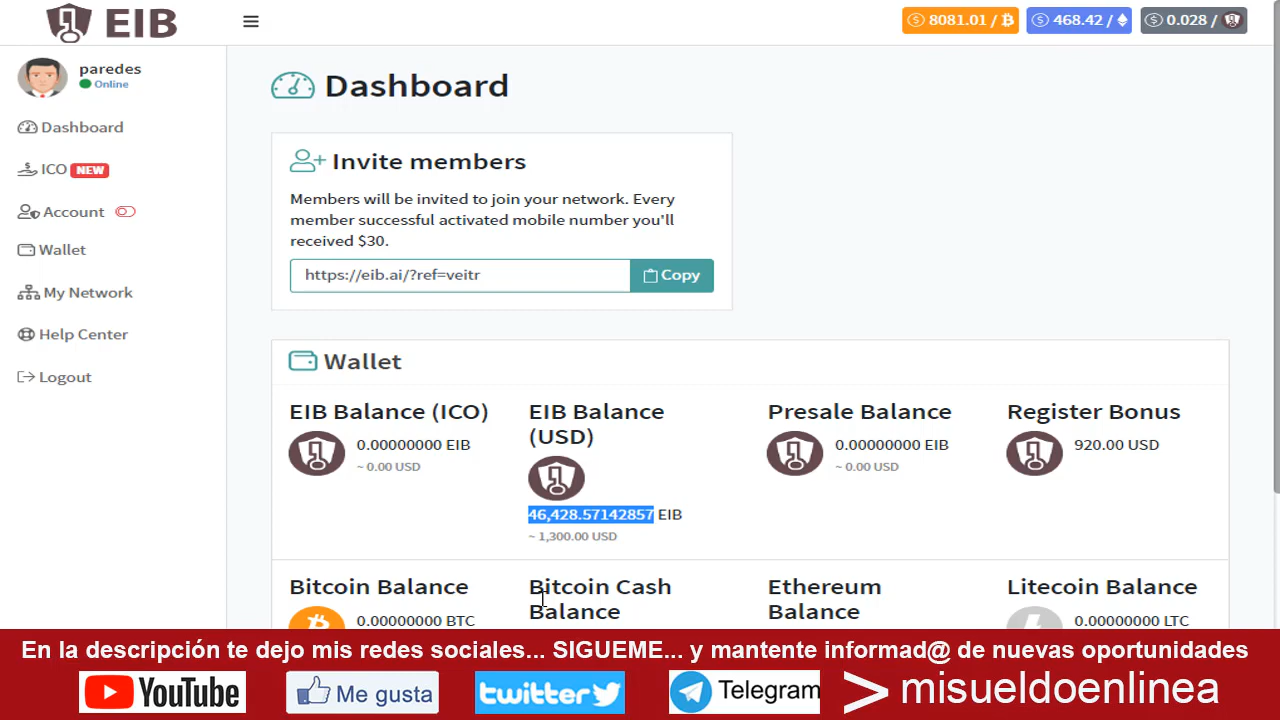 EIB
8081.01 /
468.42 /
0.028 /
paredes
Online
Dashboard
ICO NEW
Account
Wallet
My Network
Help Center
Logout
Dashboard
Invite members
Members will be invited to join your network. Every
member successful activated mobile number you'll
received $30.
https://eib.ai/?ref=veitr
Copy
Wallet
EIB Balance (ICO)
0.00000000 EIB
~ 0.00 USD
EIB Balance
(USD)
46,428.57142857 EIB
~ 1,300.00 USD
Presale Balance
0.00000000 EIB
~ 0.00 USD
Register Bonus
920.00 USD
Bitcoin Balance
0.00000000 BTC
Bitcoin Cash
Balance
Ethereum
Balance
Litecoin Balance
0.00000000 LTC
En la descripción te dejo mis redes sociales... SIGUEME... y mantente informad@ de nuevas oportunidades
YouTube
Me gusta
twitter
Telegram
> misueldoenlinea